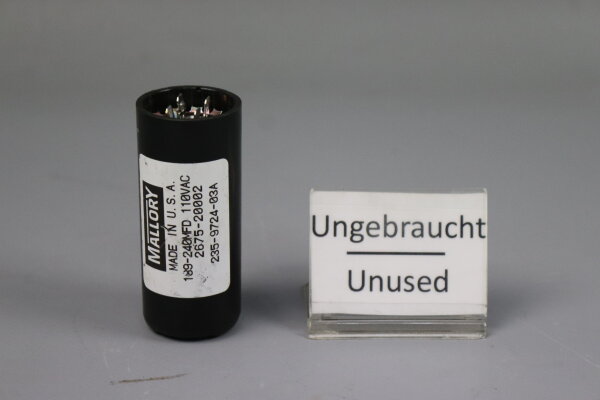 MALLORY
MADE IN U.S.A.
189-240MFD 110VAC
2675-20002
235-9724-03A
Ungebraucht
Unused